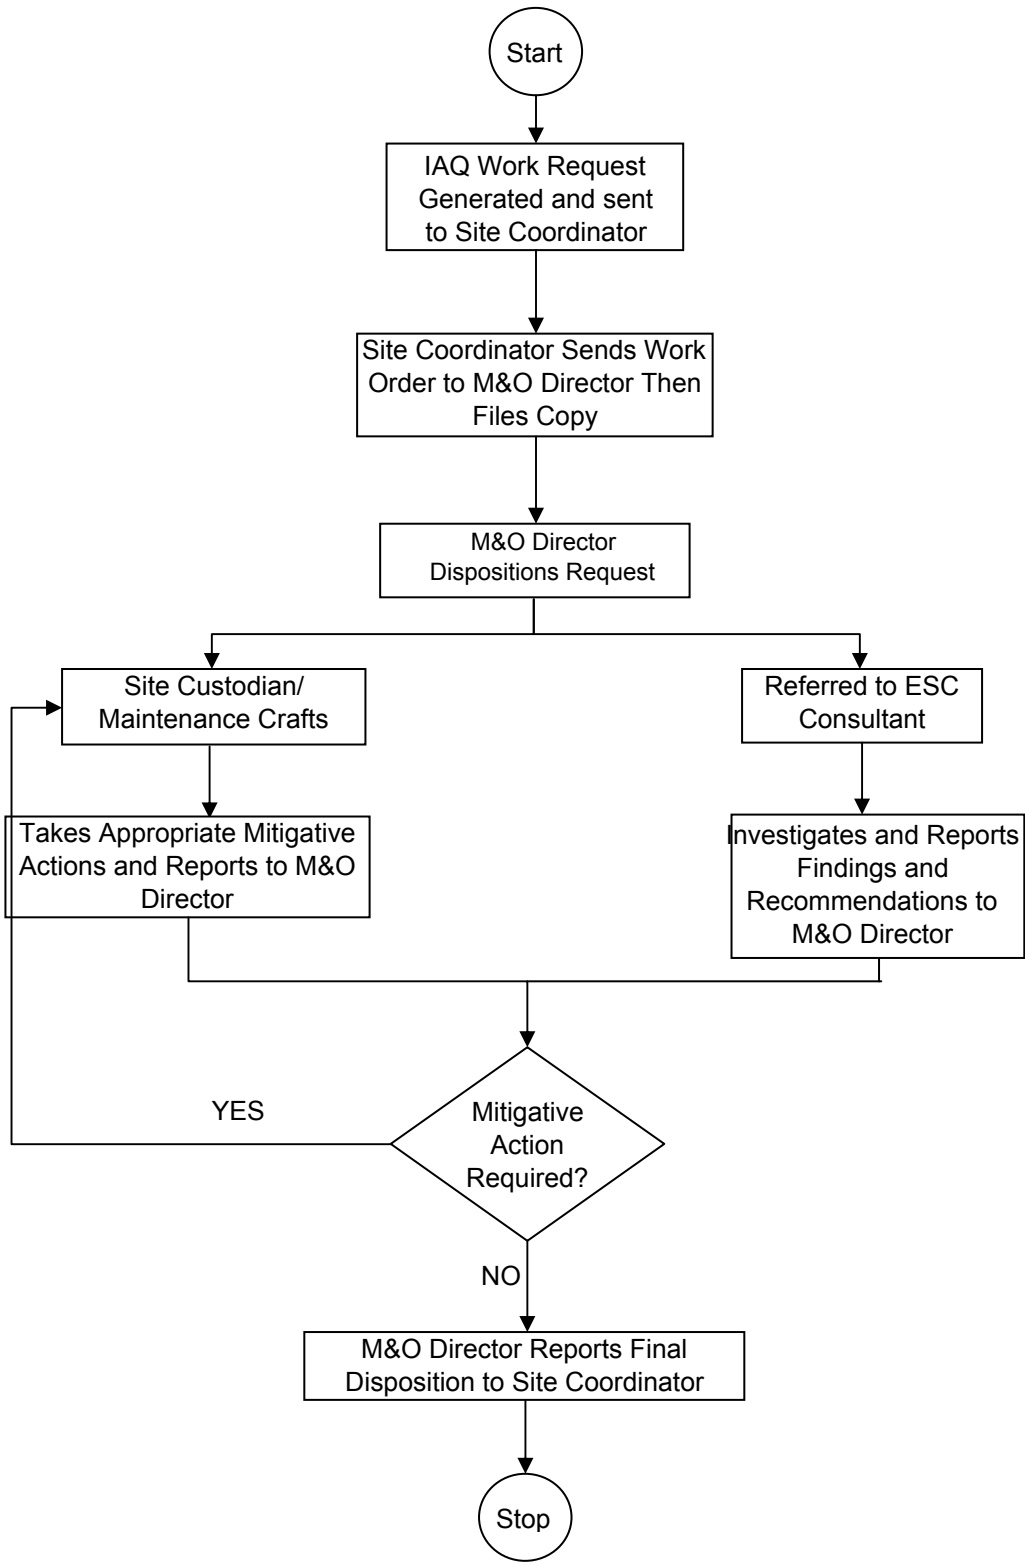 Start
IAQ Work Request
Generated and sent
to Site Coordinator
Site Coordinator Sends Work
Order to M&O Director Then
Files Copy
M&O Director
Dispositions Request
Site Custodian/
Maintenance Crafts
Referred to ESC
Consultant
Takes Appropriate Mitigative
Actions and Reports to M&O
Director
Investigates and Reports
Findings and
Recommendations to
M&O Director
YES
Mitigative
Action
Required?
NO
M&O Director Reports Final
Disposition to Site Coordinator
Stop